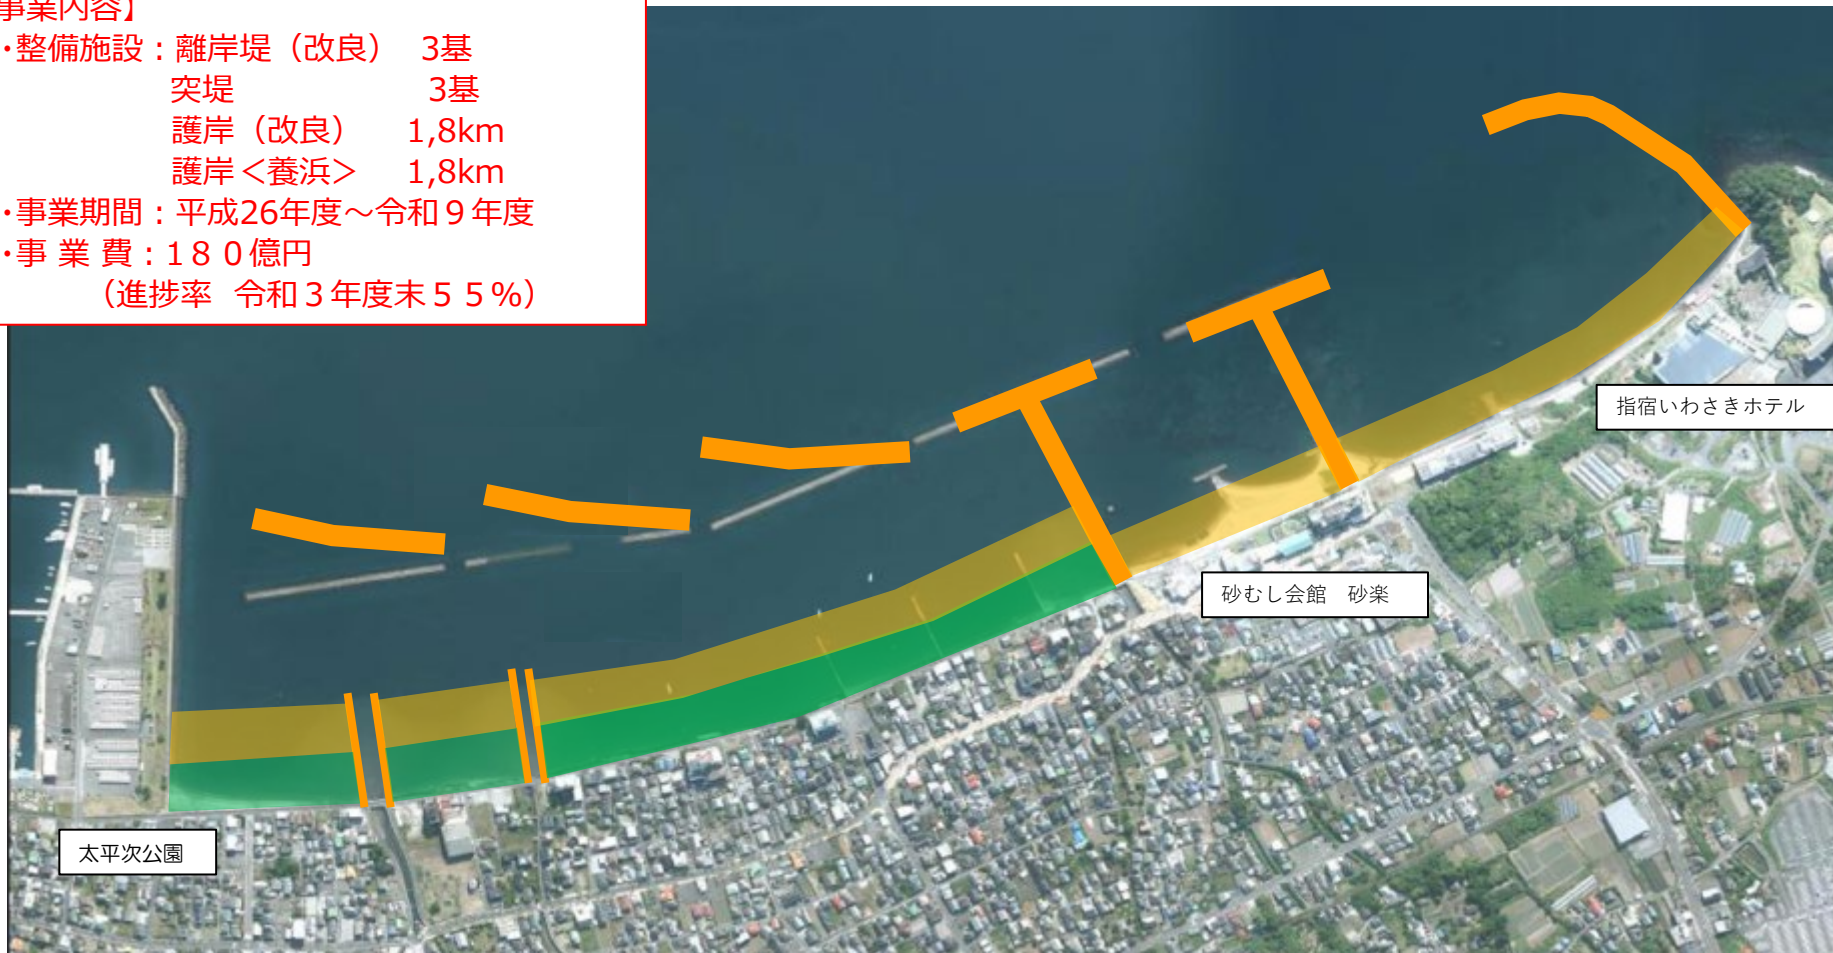 事業内容】
・整備施設：離岸堤（改良） 3基
突堤 3基
護岸（改良） 1,8km
護岸＜養浜＞ 1,8km
・事業期間：平成26年度～令和９年度
・事 業 費：１８０億円
（進捗率 令和３年度末５５％）
指宿いわさきホテル
砂むし会館 砂楽
太平次公園